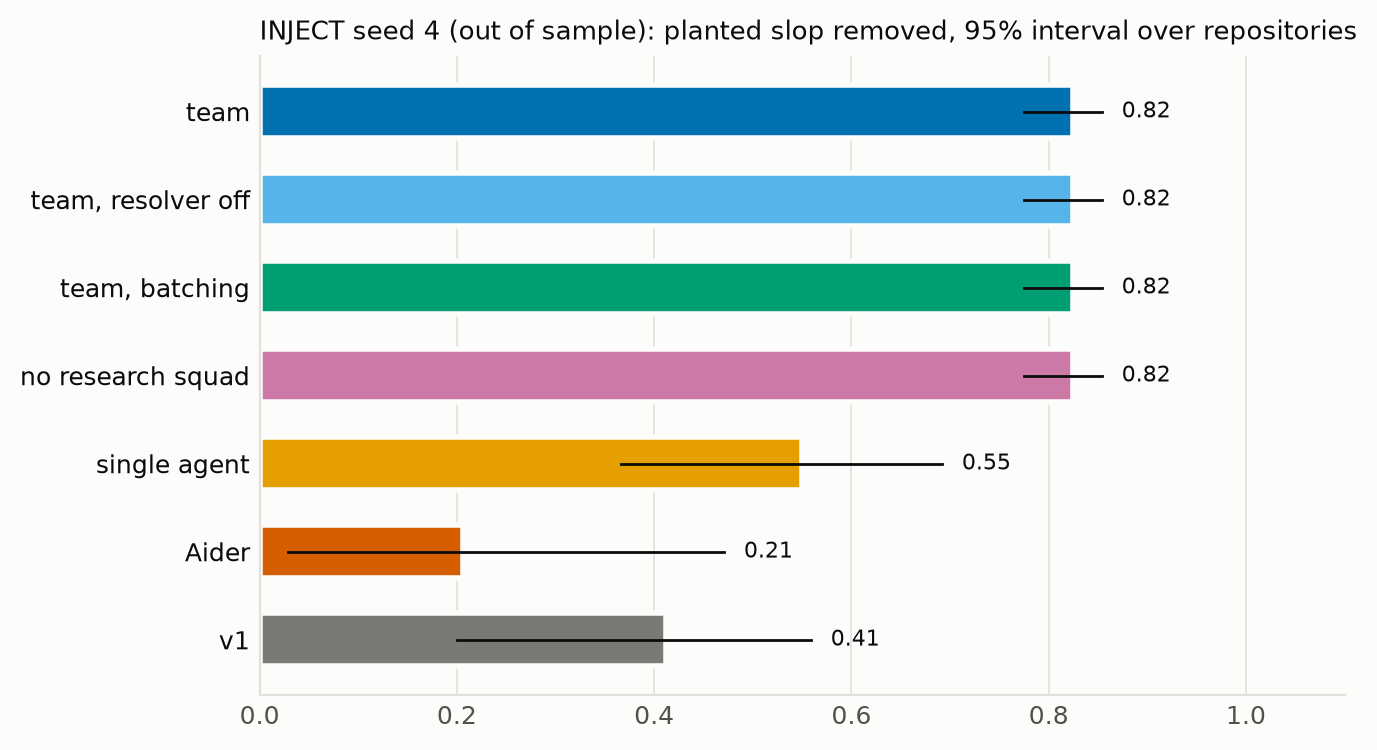 INJECT seed 4 (out of sample): planted slop removed, 95% interval over repositories
team 0.82
team, resolver off 0.82
team, batching 0.82
no research squad 0.82
single agent 0.55
Aider 0.21
v1 0.41
0.0 0.2 0.4 0.6 0.8 1.0